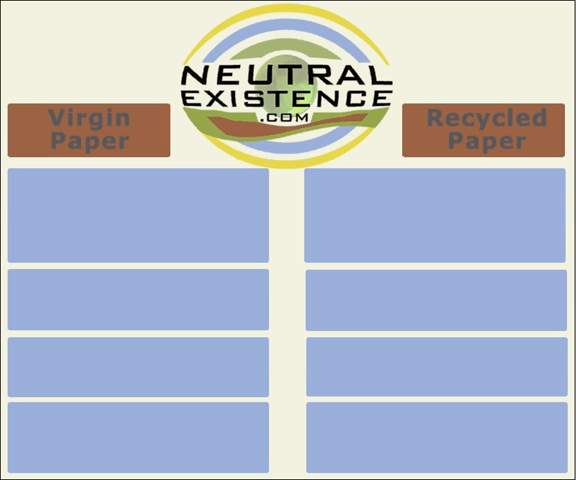 NEUTRAL
EXISTENCE
.COM
Virgin
Paper
Recycled
Paper